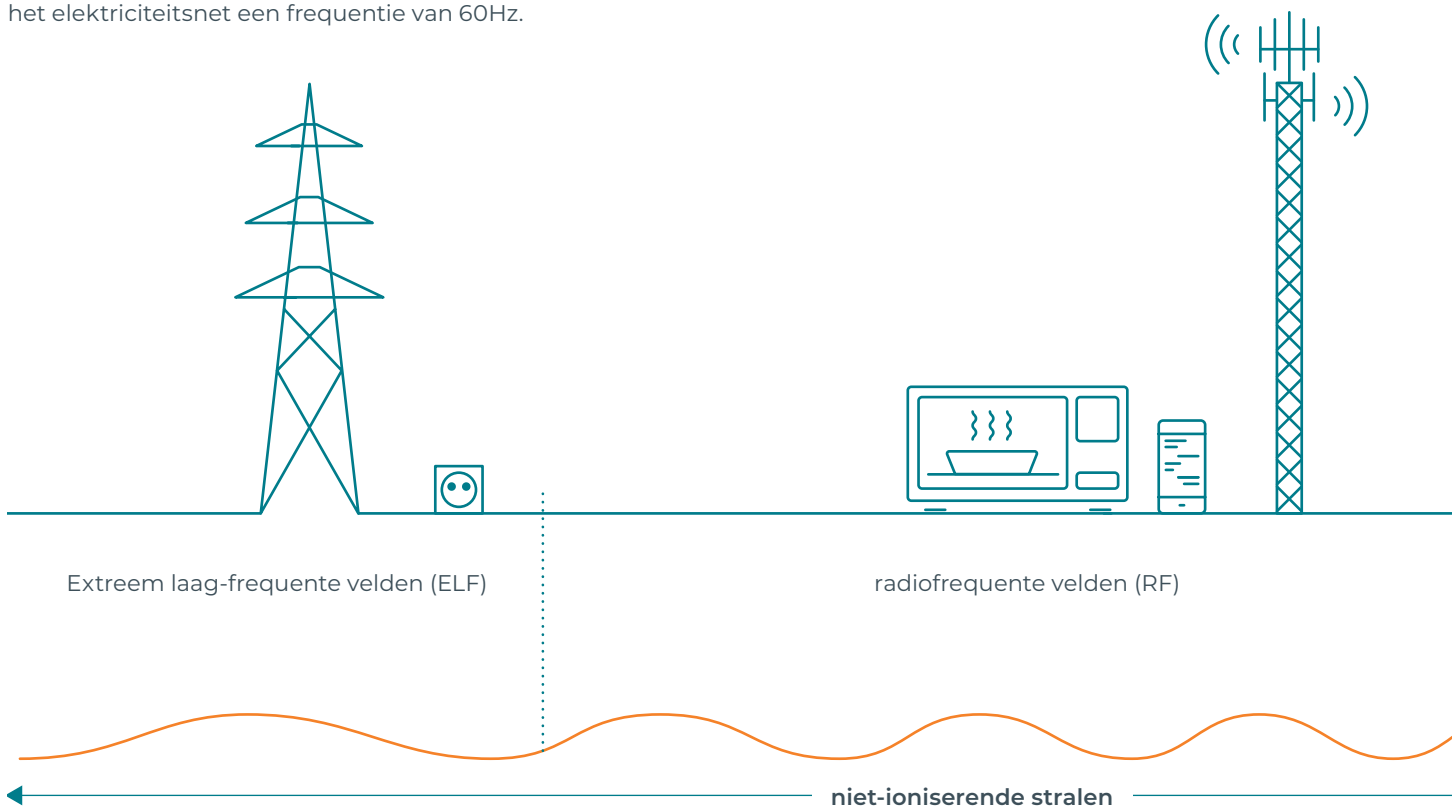 het elektriciteitsnet een frequentie van 60Hz.
Extreem laag-frequente velden (ELF)
radiofrequente velden (RF)
niet-ioniserende stralen